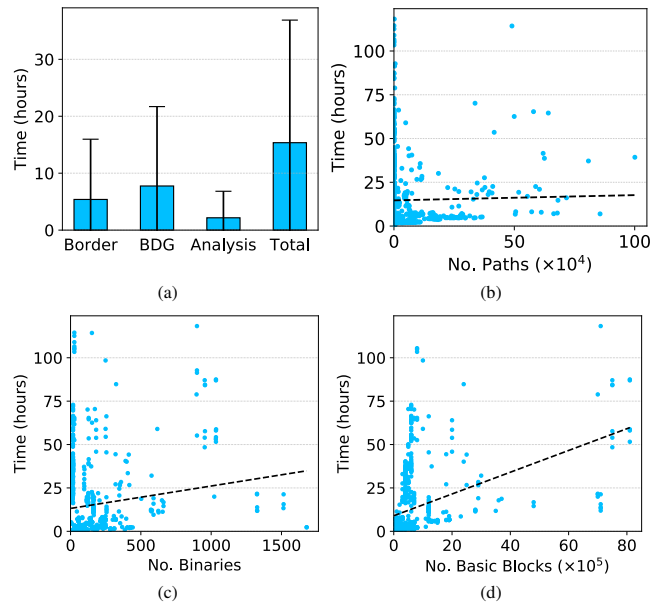 Time (hours)
30
20
10
0
Border BDG Analysis Total
(a)
Time (hours)
100
75
50
25
0
0 50 100
No. Paths (×10⁴)
(b)
Time (hours)
100
75
50
25
0
0 500 1000 1500
No. Binaries
(c)
Time (hours)
100
75
50
25
0
0 20 40 60 80
No. Basic Blocks (×10⁵)
(d)